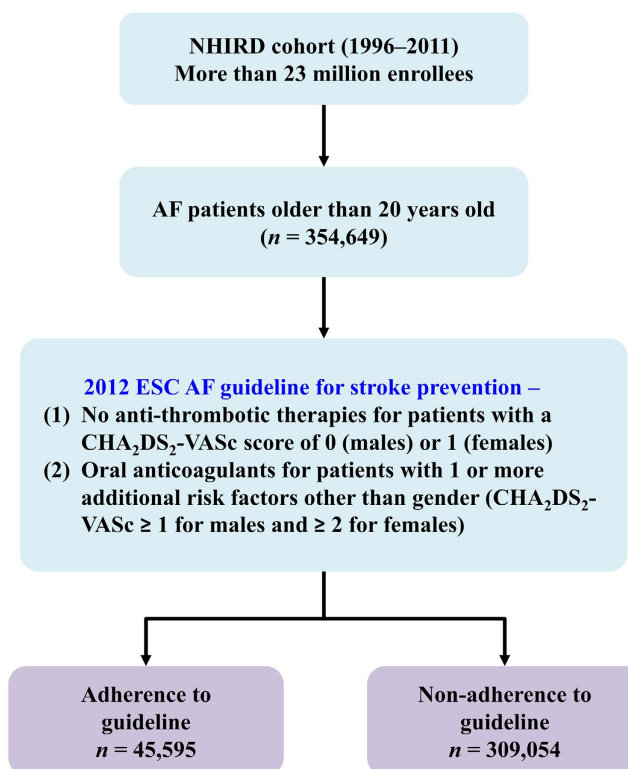 NHIRD cohort (1996–2011)
More than 23 million enrollees
AF patients older than 20 years old
(n = 354,649)
2012 ESC AF guideline for stroke prevention –
(1) No anti-thrombotic therapies for patients with a
CHA₂DS₂-VASc score of 0 (males) or 1 (females)
(2) Oral anticoagulants for patients with 1 or more
additional risk factors other than gender (CHA₂DS₂-
VASc ≥ 1 for males and ≥ 2 for females)
Adherence to
guideline
n = 45,595
Non-adherence to
guideline
n = 309,054